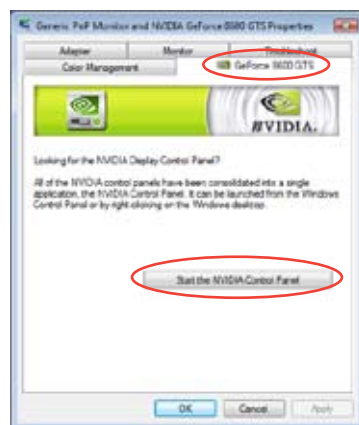 Generic PnP Monitor and NVIDIA GeForce 8600 GTS Properties
Adapter Monitor Troubleshoot
Color Management GeForce 8600 GTS
NVIDIA.
Looking for the NVIDIA Display Control Panel?
All of the NVIDIA control panels have been consolidated into a single
application, the NVIDIA Control Panel. It can be launched from the Windows
Control Panel or by right clicking on the Windows desktop.
Start the NVIDIA Control Panel
OK Cancel Apply